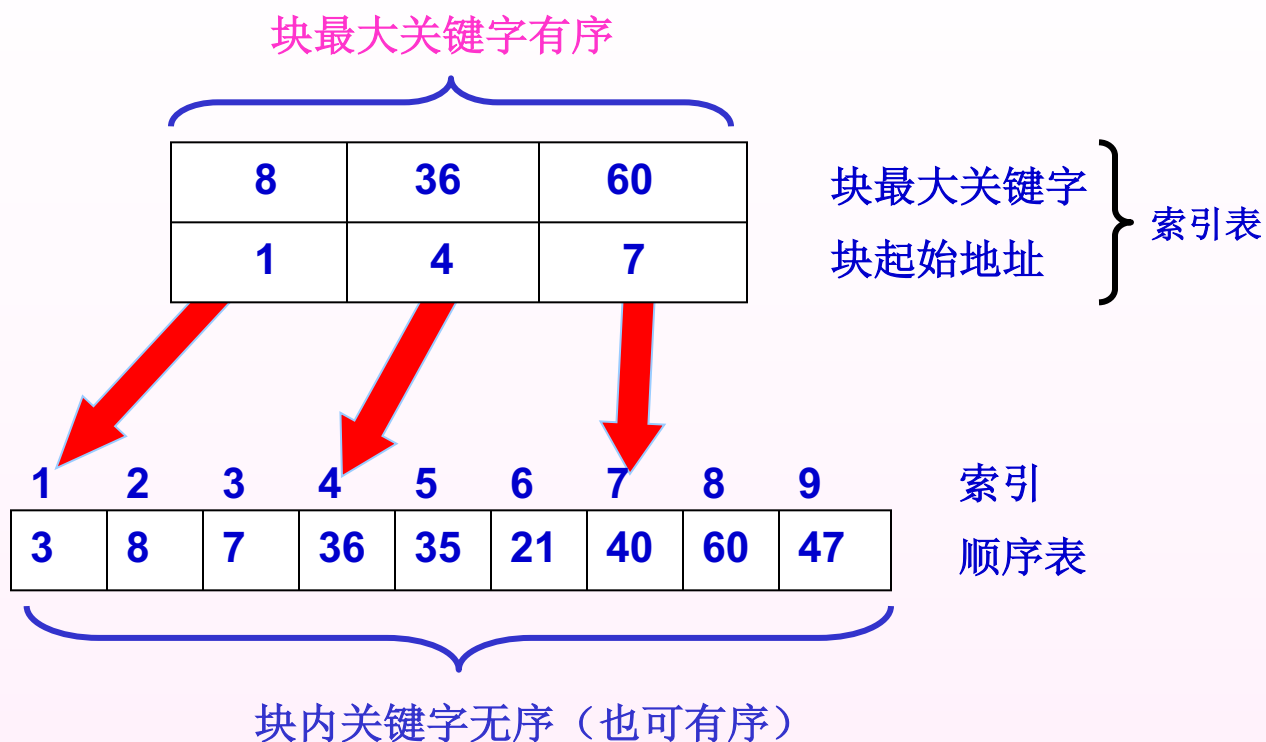 块最大关键字有序
8 36 60 块最大关键字
索引表
1 4 7 块起始地址
1 2 3 4 5 6 7 8 9 索引
3 8 7 36 35 21 40 60 47 顺序表
块内关键字无序（也可有序）